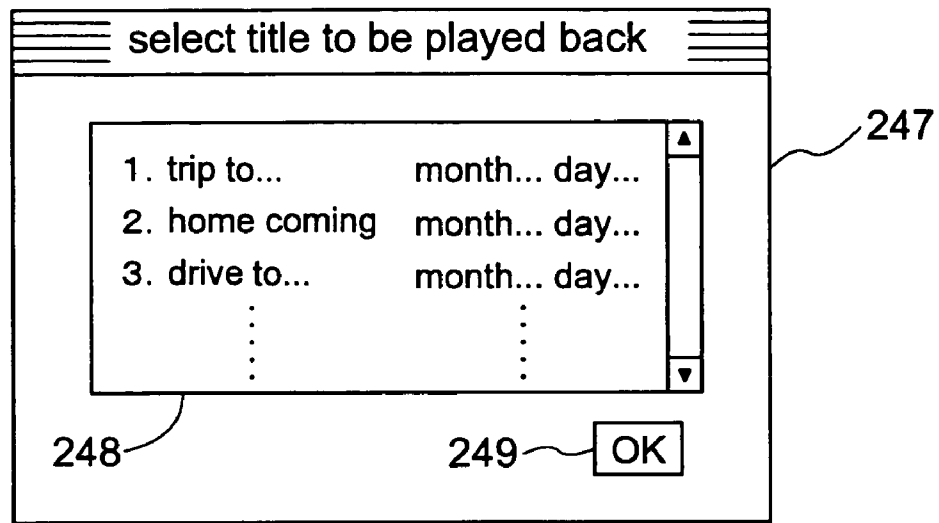 select title to be played back
247
1. trip to... month... day...
2. home coming month... day...
3. drive to... month... day...
248
249 OK